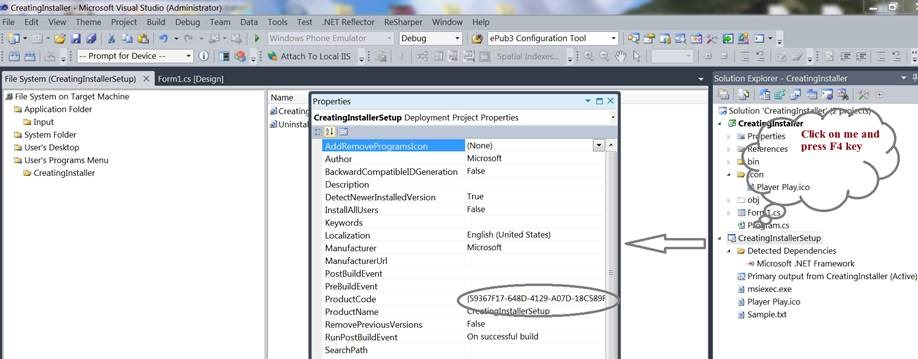 CreatingInstaller - Microsoft Visual Studio (Administrator)
File Edit View Theme Project Build Debug Team Data Tools Test .NET Reflector ReSharper Window Help
Windows Phone Emulator Debug ePub3 Configuration Tool
-- Prompt for Device -- Attach To Local IIS Spatial Indexes...
File System (CreatingInstallerSetup) Form1.cs [Design]
File System on Target Machine
Application Folder
Input
System Folder
User's Desktop
User's Programs Menu
CreatingInstaller
Name
Creating
Uninst
Properties
CreatingInstallerSetup Deployment Project Properties
AddRemoveProgramsIcon (None)
Author Microsoft
BackwardCompatibleIDGeneration False
Description
DetectNewerInstalledVersion True
InstallAllUsers False
Keywords
Localization English (United States)
Manufacturer Microsoft
ManufacturerUrl
PostBuildEvent
PreBuildEvent
ProductCode {59367F17-648D-4129-A07D-18C589F
ProductName CreatingInstallerSetup
RemovePreviousVersions False
RunPostBuildEvent On successful build
SearchPath
Solution Explorer - CreatingInstaller
Solution 'CreatingInstaller' (2 projects)
CreatingInstaller
Properties
References
bin
icon
Player Play.ico
obj
Form1.cs
Program.cs
CreatingInstallerSetup
Detected Dependencies
Microsoft .NET Framework
Primary output from CreatingInstaller (Active)
msiexec.exe
Player Play.ico
Sample.txt
Click on me and
press F4 key